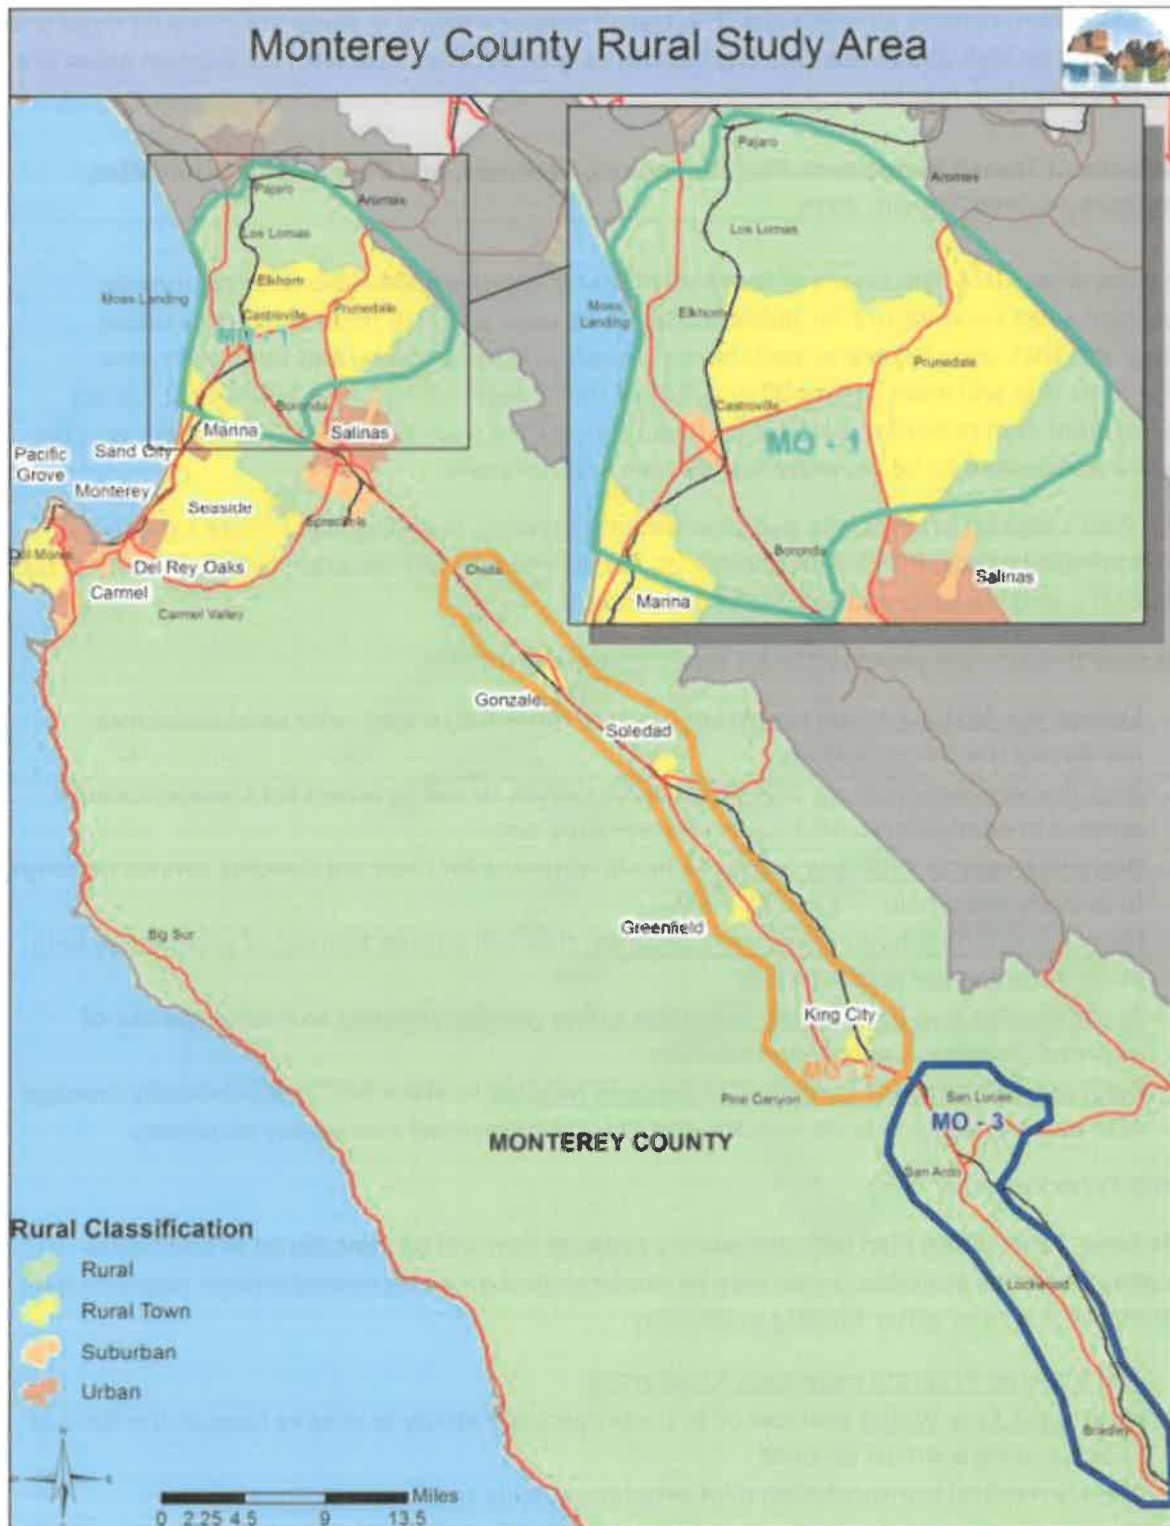 Monterey County Rural Study Area
Pajaro
Aromas
Los Lomas
Elkhorn
Moss Landing
Castroville
Prunedale
MO - 1
Boronda
Marina
Salinas
Pacific
Grove
Sand City
Monterey
Seaside
Spreckels
Del Monte
Del Rey Oaks
Carmel
Carmel Valley
Pajaro
Aromas
Los Lomas
Moss
Landing
Elkhorn
Prunedale
Castroville
MO - 1
Boronda
Salinas
Marina
Chualar
Gonzales
Soledad
Greenfield
Big Sur
King City
MO - 2
Pine Canyon
San Lucas
MO - 3
MONTEREY COUNTY
San Ardo
Lockwood
Bradley
Rural Classification
Rural
Rural Town
Suburban
Urban
Miles
0 2.25 4.5 9 13.5